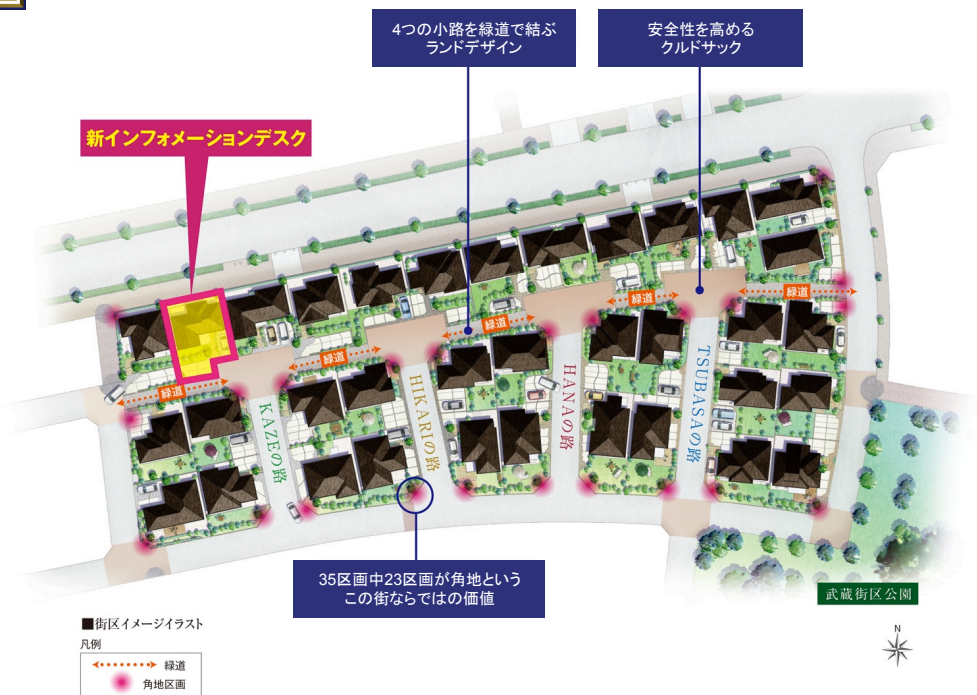 4つの小路を緑道で結ぶ
ランドデザイン
安全性を高める
クルドサック
新インフォメーションデスク
緑道
緑道
緑道
緑道
緑道
KAZEの路
HIKARIの路
HANAの路
TSUBASAの路
35区画中23区画が角地という
この街ならではの価値
武蔵街区公園
■街区イメージイラスト
凡例
緑道
角地区画
N